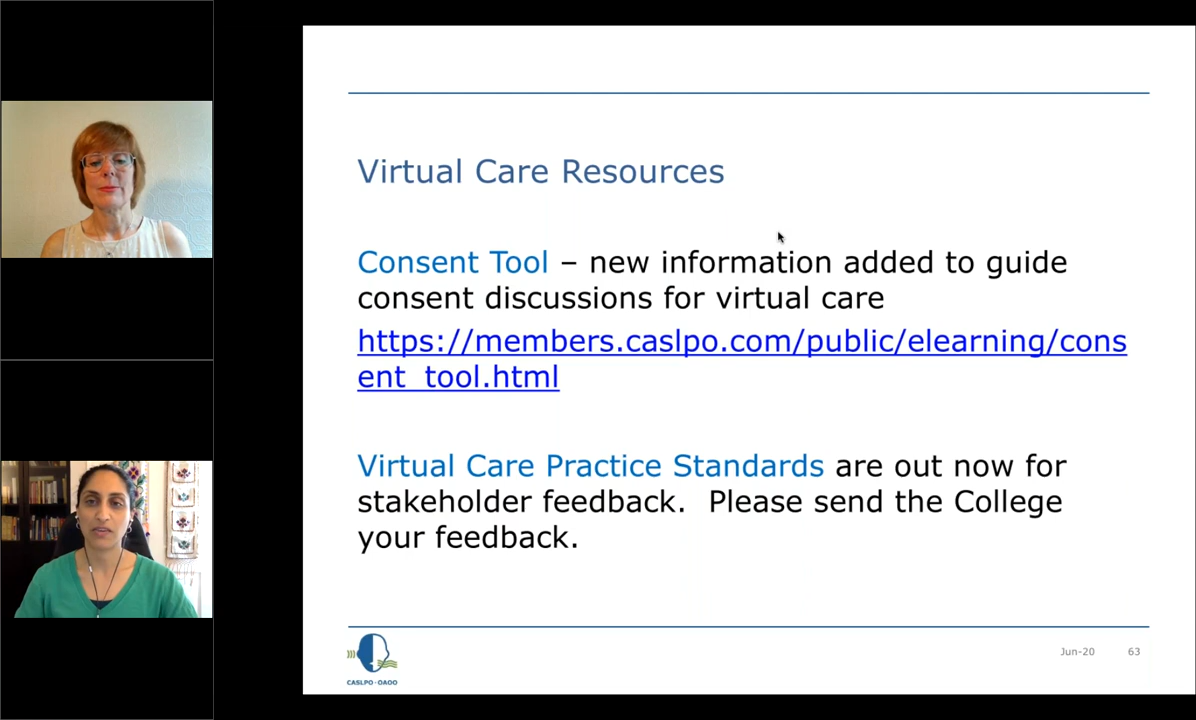 Virtual Care Resources
Consent Tool – new information added to guide
consent discussions for virtual care
https://members.caslpo.com/public/elearning/cons
ent_tool.html
Virtual Care Practice Standards are out now for
stakeholder feedback.  Please send the College
your feedback.
CASLPO•OAOO
Jun-20 63